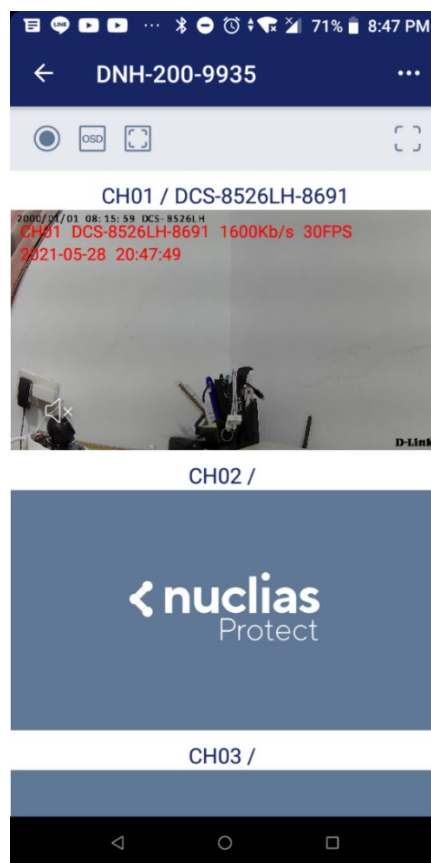 71% 8:47 PM
DNH-200-9935
OSD
CH01 / DCS-8526LH-8691
2000/01/01 08:15:59 DCS-8526LH
CH01 DCS-8526LH-8691 1600Kb/s 30FPS
2021-05-28 20:47:49
D-Link
CH02 /
nuclias
Protect
CH03 /